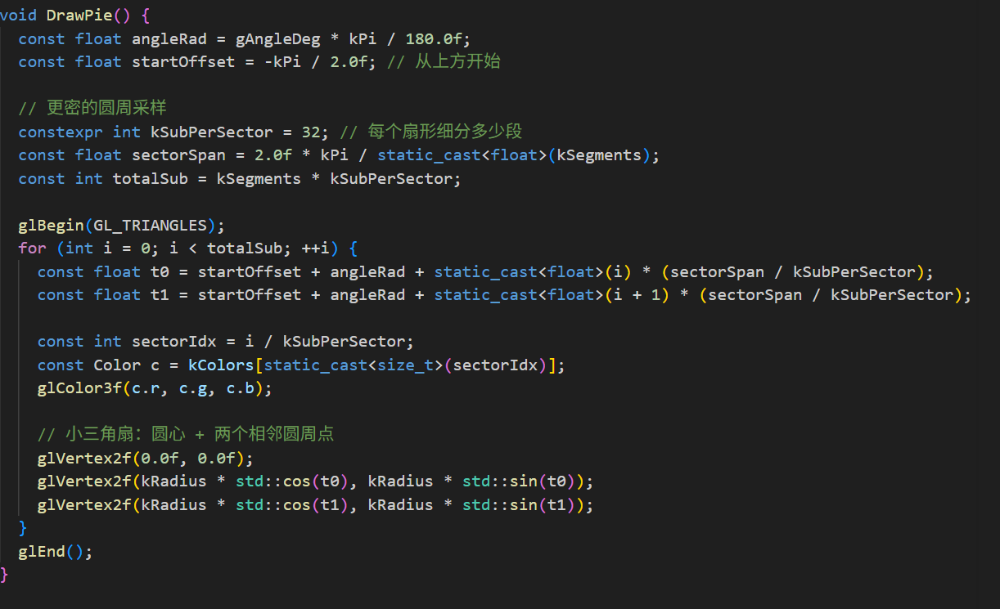 void DrawPie() {
  const float angleRad = gAngleDeg * kPi / 180.0f;
  const float startOffset = -kPi / 2.0f; // 从上方开始

  // 更密的圆周采样
  constexpr int kSubPerSector = 32; // 每个扇形细分多少段
  const float sectorSpan = 2.0f * kPi / static_cast<float>(kSegments);
  const int totalSub = kSegments * kSubPerSector;

  glBegin(GL_TRIANGLES);
  for (int i = 0; i < totalSub; ++i) {
    const float t0 = startOffset + angleRad + static_cast<float>(i) * (sectorSpan / kSubPerSector);
    const float t1 = startOffset + angleRad + static_cast<float>(i + 1) * (sectorSpan / kSubPerSector);

    const int sectorIdx = i / kSubPerSector;
    const Color c = kColors[static_cast<size_t>(sectorIdx)];
    glColor3f(c.r, c.g, c.b);

    // 小三角扇：圆心 + 两个相邻圆周点
    glVertex2f(0.0f, 0.0f);
    glVertex2f(kRadius * std::cos(t0), kRadius * std::sin(t0));
    glVertex2f(kRadius * std::cos(t1), kRadius * std::sin(t1));
  }
  glEnd();
}